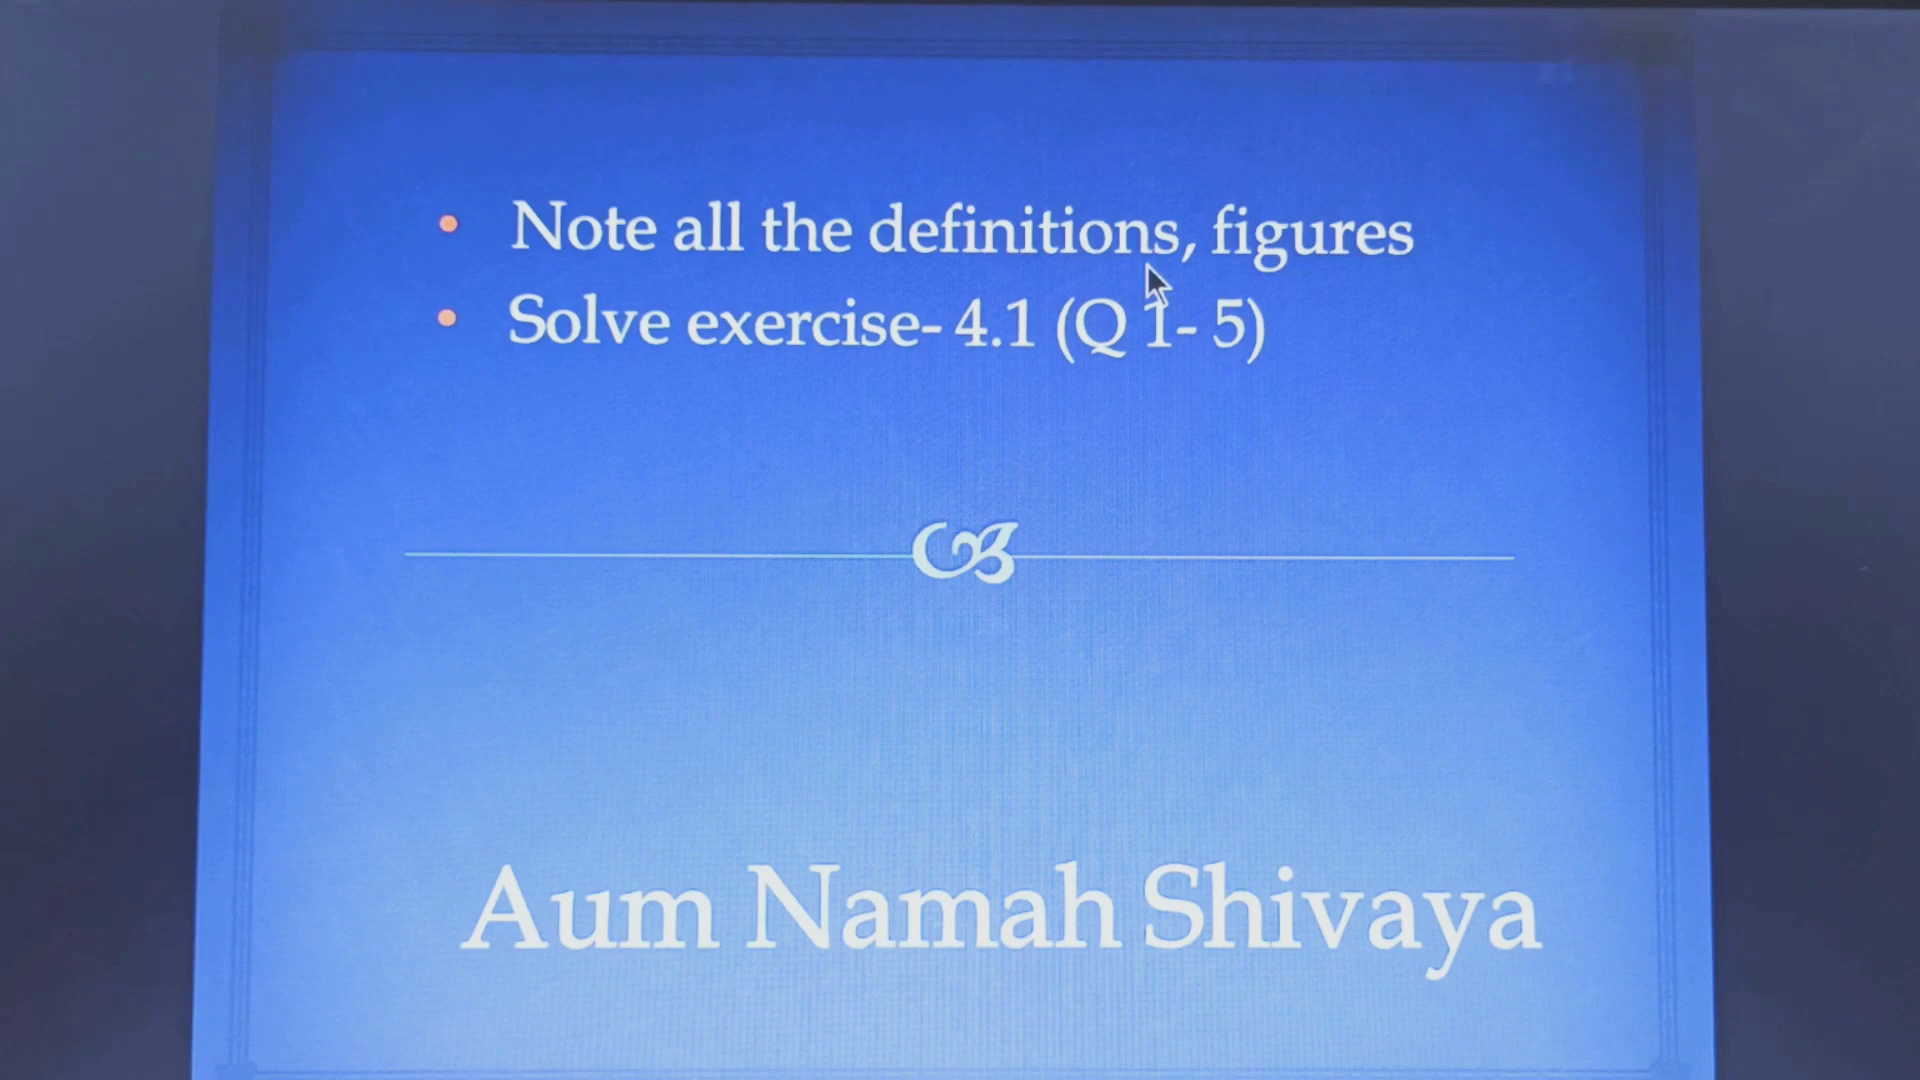 • Note all the definitions, figures
• Solve exercise- 4.1 (Q 1- 5)
Aum Namah Shivaya